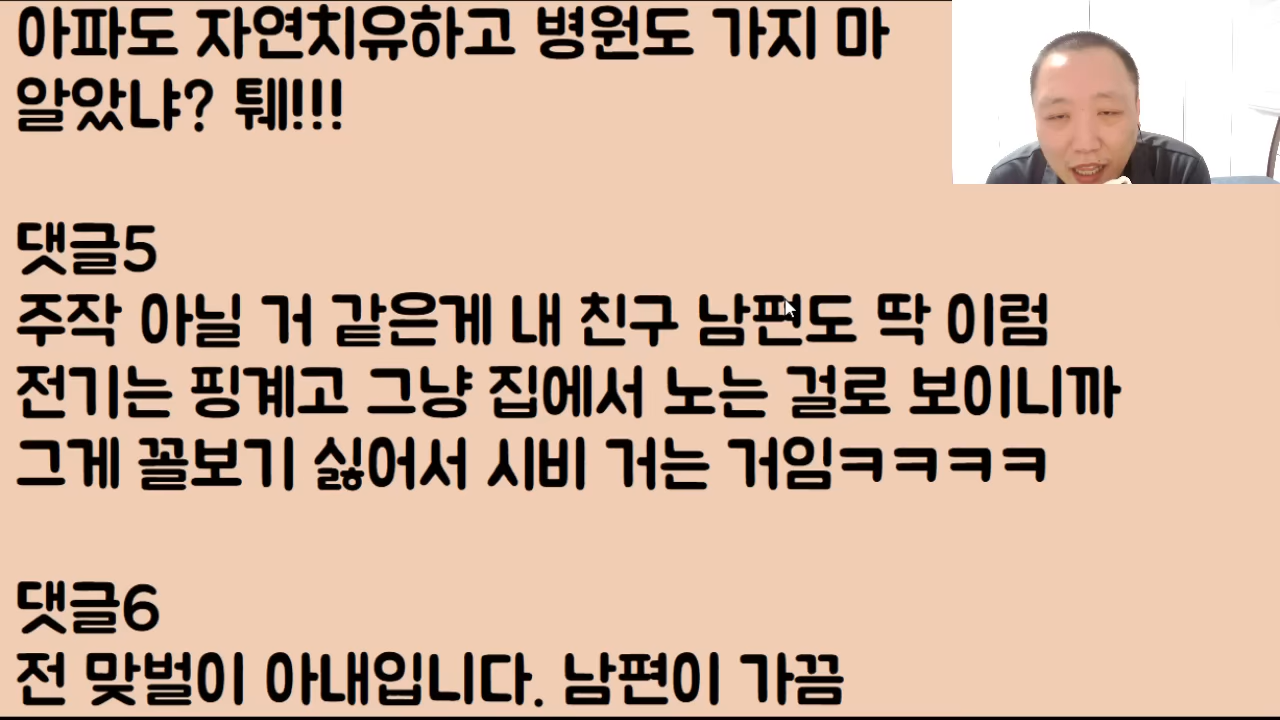 아파도 자연치유하고 병원도 가지 마
알았냐? 퉤!!!
댓글5
주작 아닐 거 같은게 내 친구 남편도 딱 이럼
전기는 핑계고 그냥 집에서 노는 걸로 보이니까
그게 꼴보기 싫어서 시비 거는 거임ㅋㅋㅋㅋ
댓글6
전 맞벌이 아내입니다. 남편이 가끔